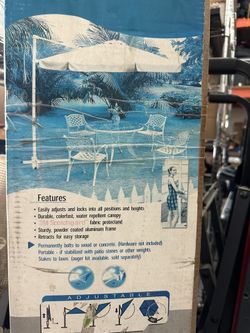 Features
• Easily adjusts and locks into all positions and heights
• Durable, colorfast, water repellent canopy
fabric protectand
• Sturdy, powder coated aluminum frame
• Retracts for easy storage
Permanently bolts to wood or concrete. (Hardware not included)
Portable - if stabilized with patio stones or other weights
Stakes to lawn. (auger kit available, sold separately)
ADJUSTABLE